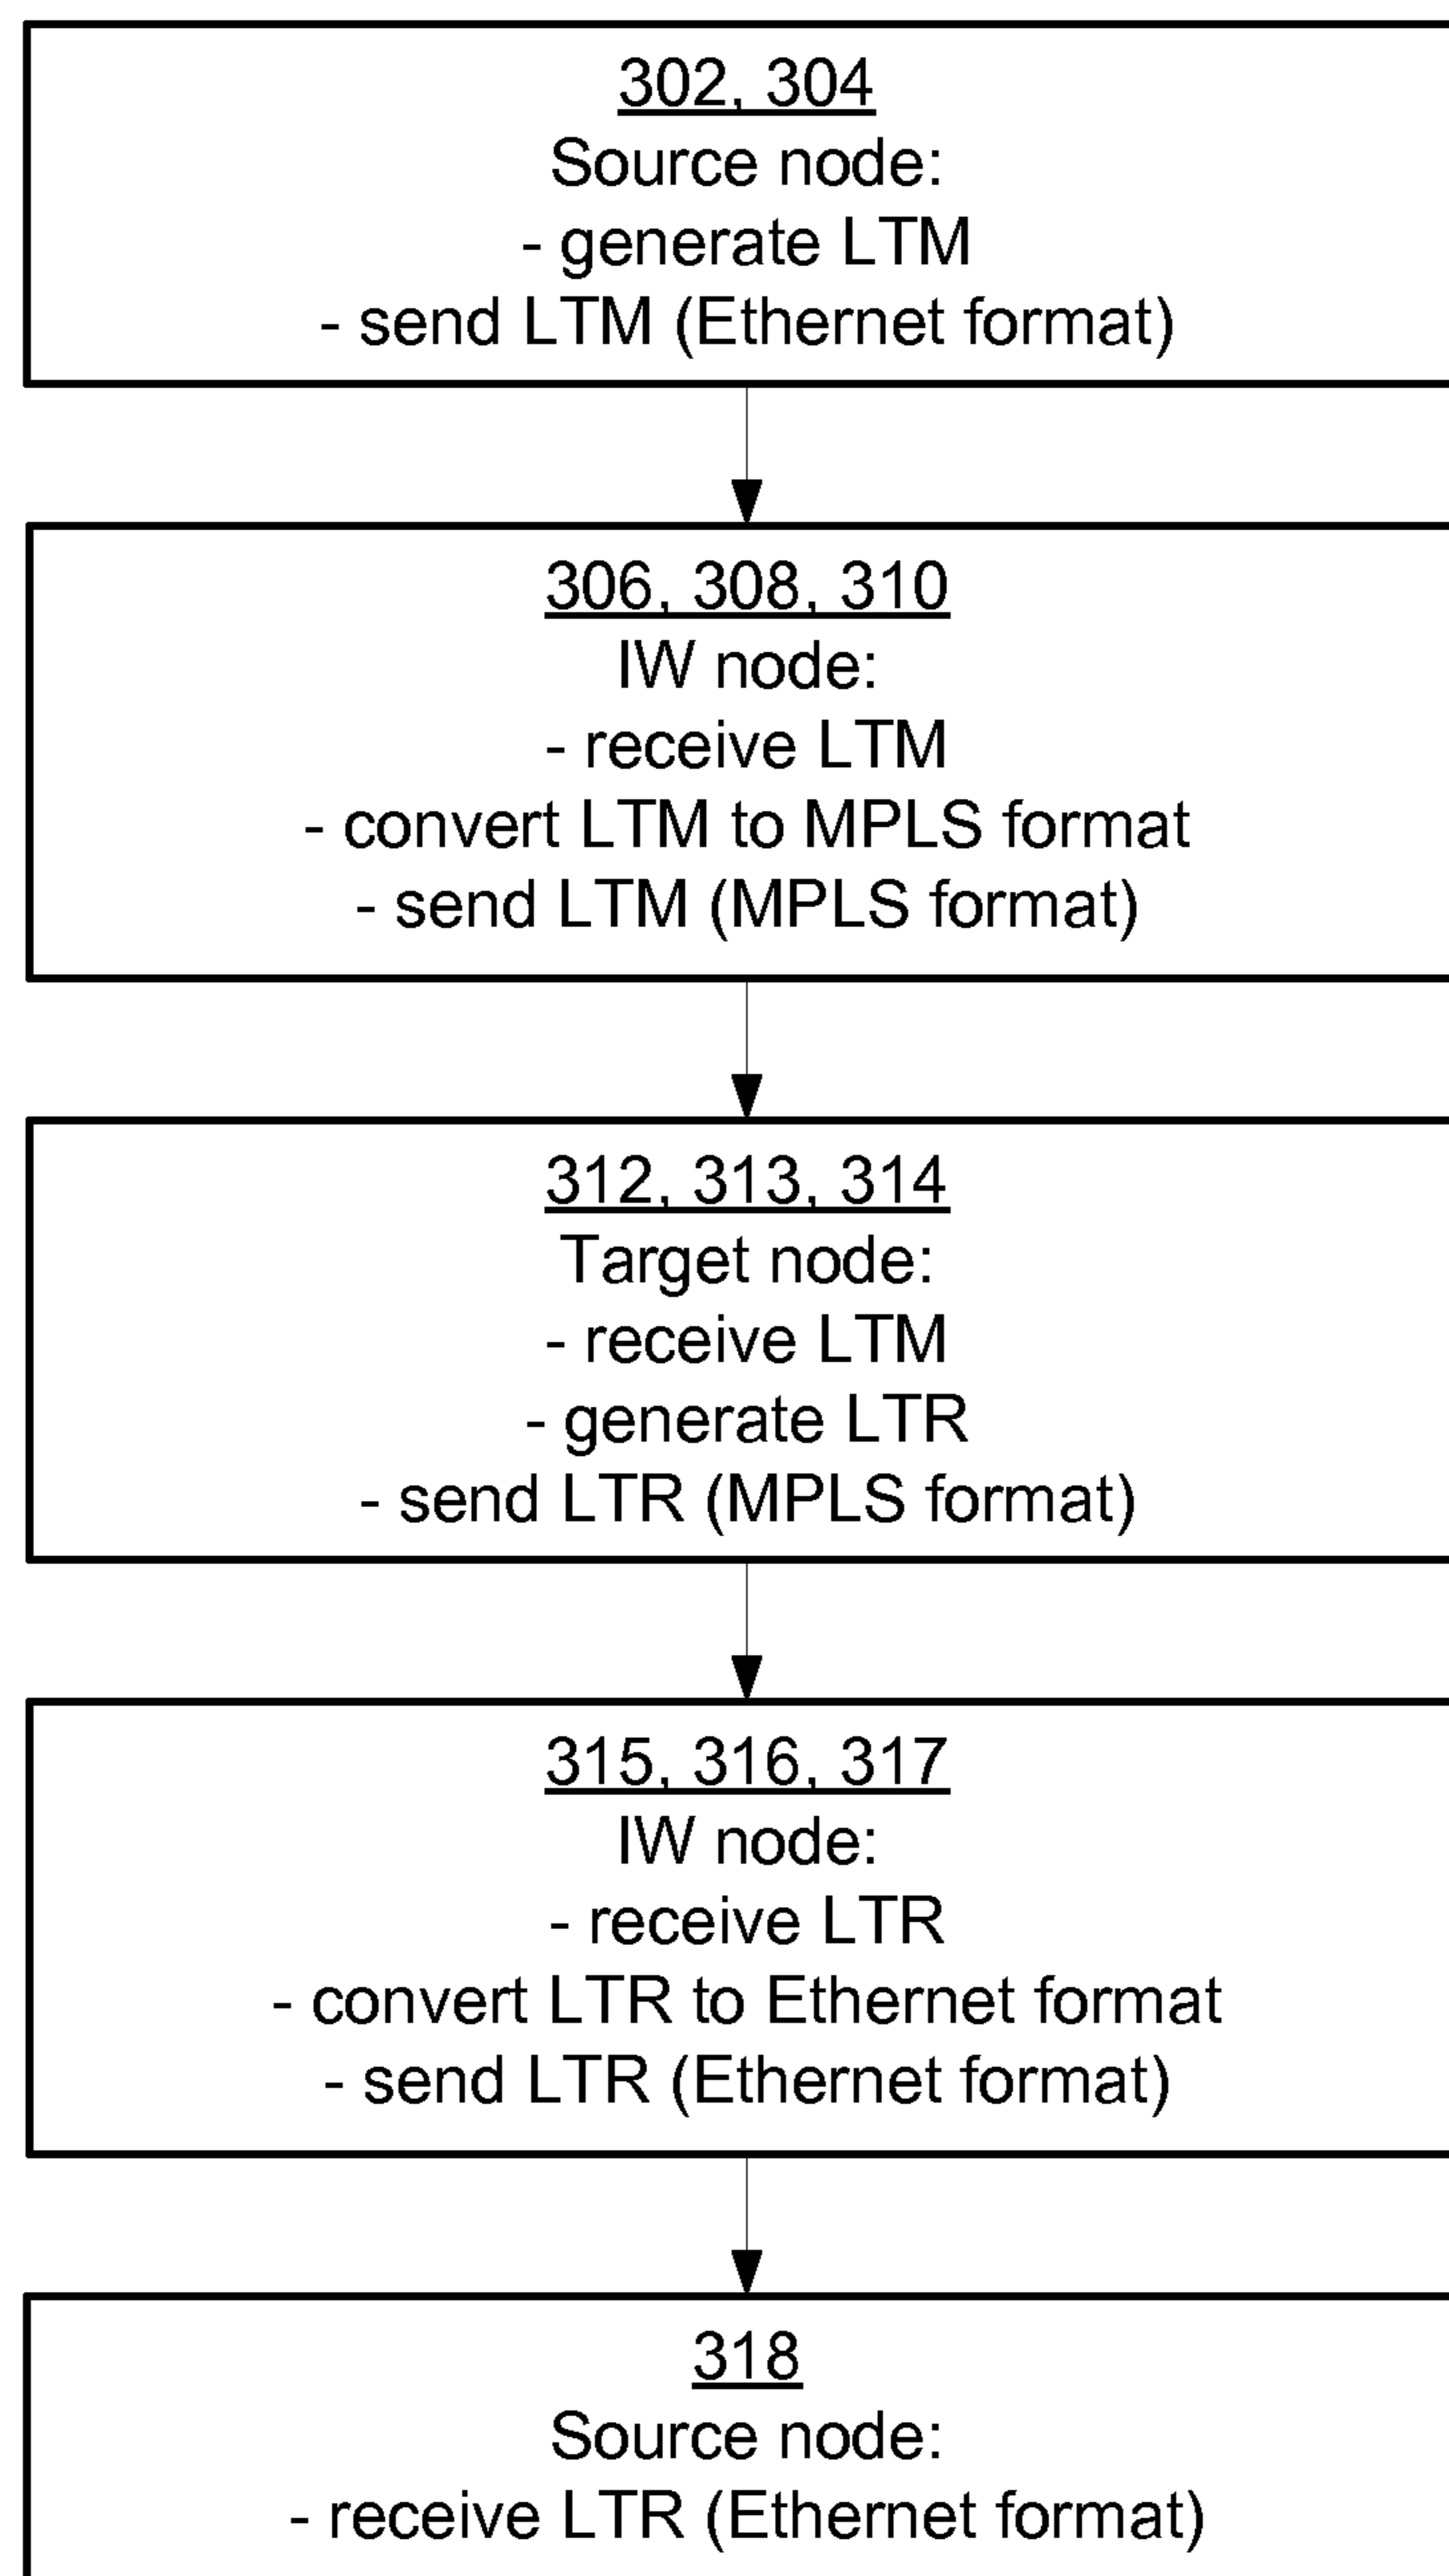 302, 304
Source node:
- generate LTM
- send LTM (Ethernet format)
306, 308, 310
IW node:
- receive LTM
- convert LTM to MPLS format
- send LTM (MPLS format)
312, 313, 314
Target node:
- receive LTM
- generate LTR
- send LTR (MPLS format)
315, 316, 317
IW node:
- receive LTR
- convert LTR to Ethernet format
- send LTR (Ethernet format)
318
Source node:
- receive LTR (Ethernet format)